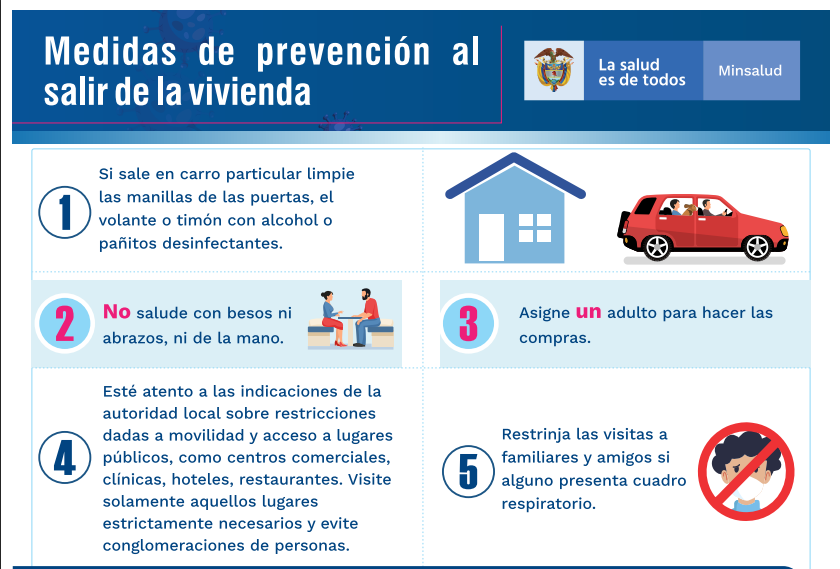 Medidas de prevención al
salir de la vivienda
La salud
es de todos
Minsalud
1
Si sale en carro particular limpie
las manillas de las puertas, el
volante o timón con alcohol o
pañitos desinfectantes.
2
No salude con besos ni
abrazos, ni de la mano.
3
Asigne un adulto para hacer las
compras.
4
Esté atento a las indicaciones de la
autoridad local sobre restricciones
dadas a movilidad y acceso a lugares
públicos, como centros comerciales,
clínicas, hoteles, restaurantes. Visite
solamente aquellos lugares
estrictamente necesarios y evite
conglomeraciones de personas.
5
Restrinja las visitas a
familiares y amigos si
alguno presenta cuadro
respiratorio.